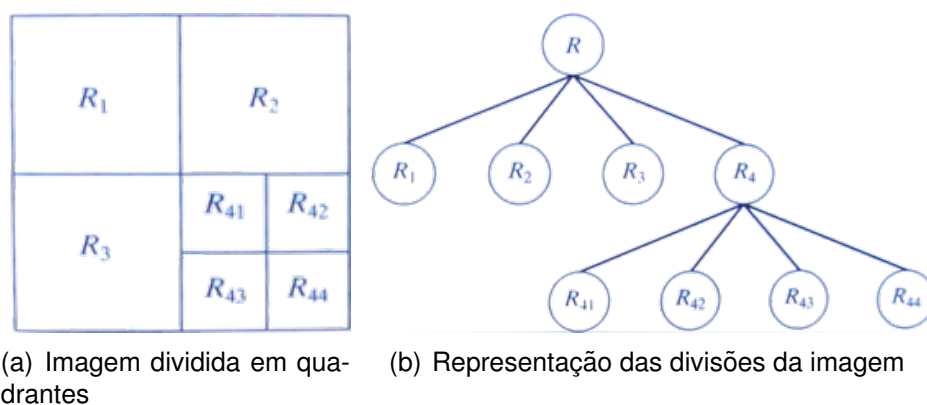 R
R₁ R₂
R₁ R₂ R₃ R₄
R₄₁ R₄₂
R₃
R₄₃ R₄₄
R₄₁ R₄₂ R₄₃ R₄₄
(a) Imagem dividida em qua-
drantes
(b) Representação das divisões da imagem